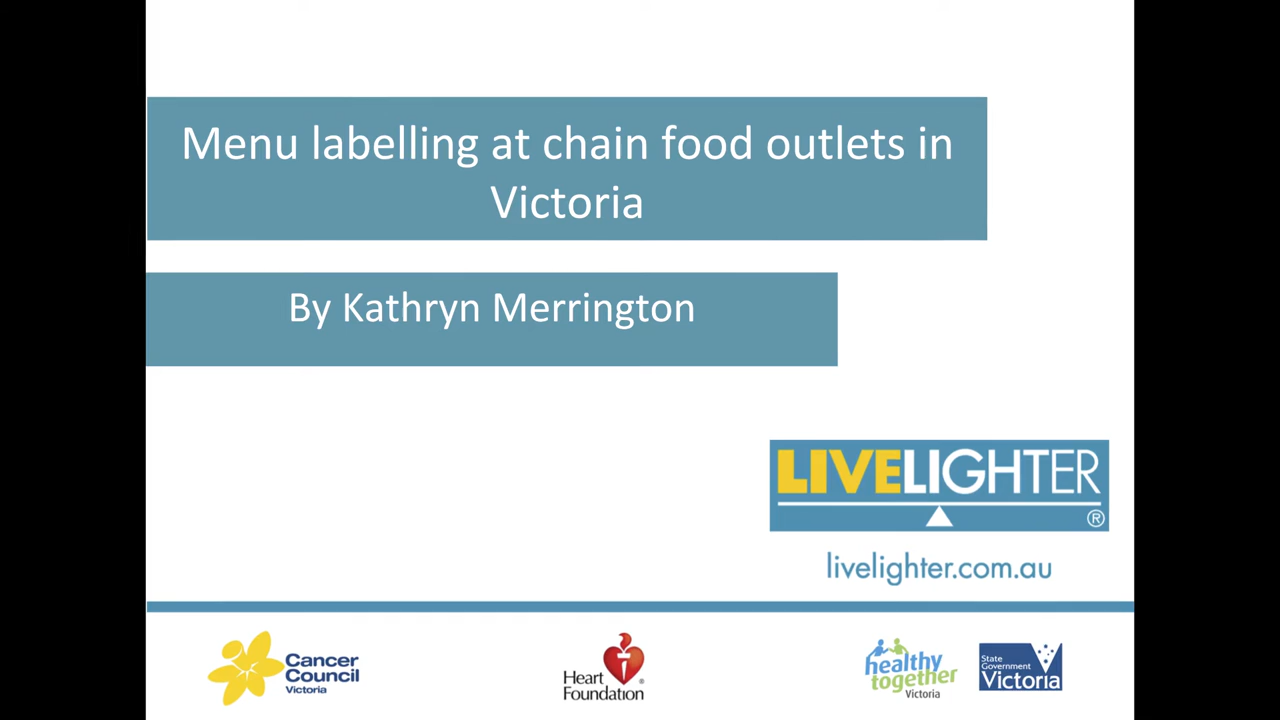 Menu labelling at chain food outlets in
Victoria
By Kathryn Merrington
LIVELIGHTER
®
livelighter.com.au
Cancer
Council
Victoria
Heart
Foundation
®
healthy
together
Victoria
State
Government
Victoria